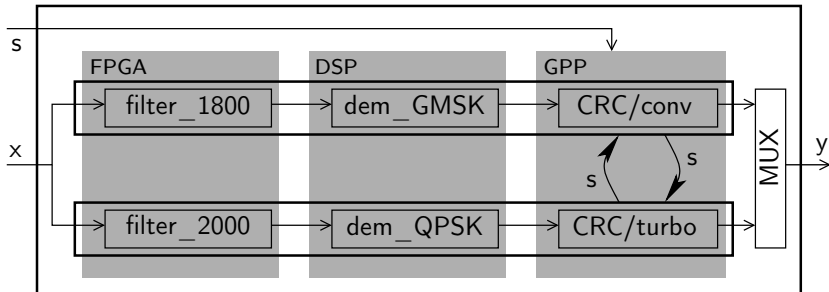 s
FPGA DSP GPP
filter_1800 dem_GMSK CRC/conv
x s s MUX y
filter_2000 dem_QPSK CRC/turbo